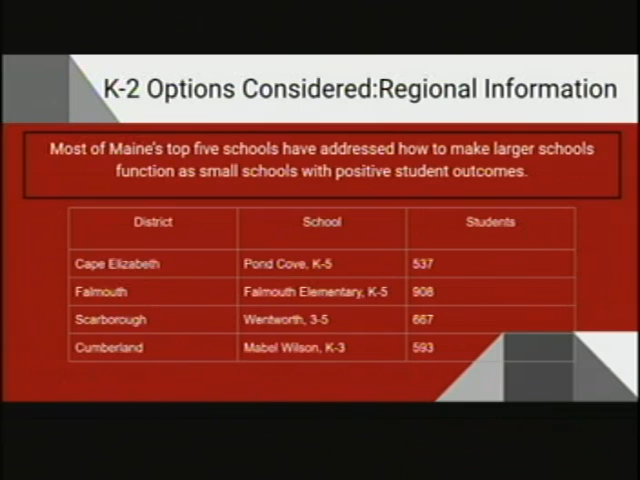 K-2 Options Considered:Regional Information
Most of Maine's top five schools have addressed how to make larger schools
function as small schools with positive student outcomes.
District School Students
Cape Elizabeth Pond Cove, K-5 537
Falmouth Falmouth Elementary, K-5 908
Scarborough Wentworth, 3-5 667
Cumberland Mabel Wilson, K-3 593